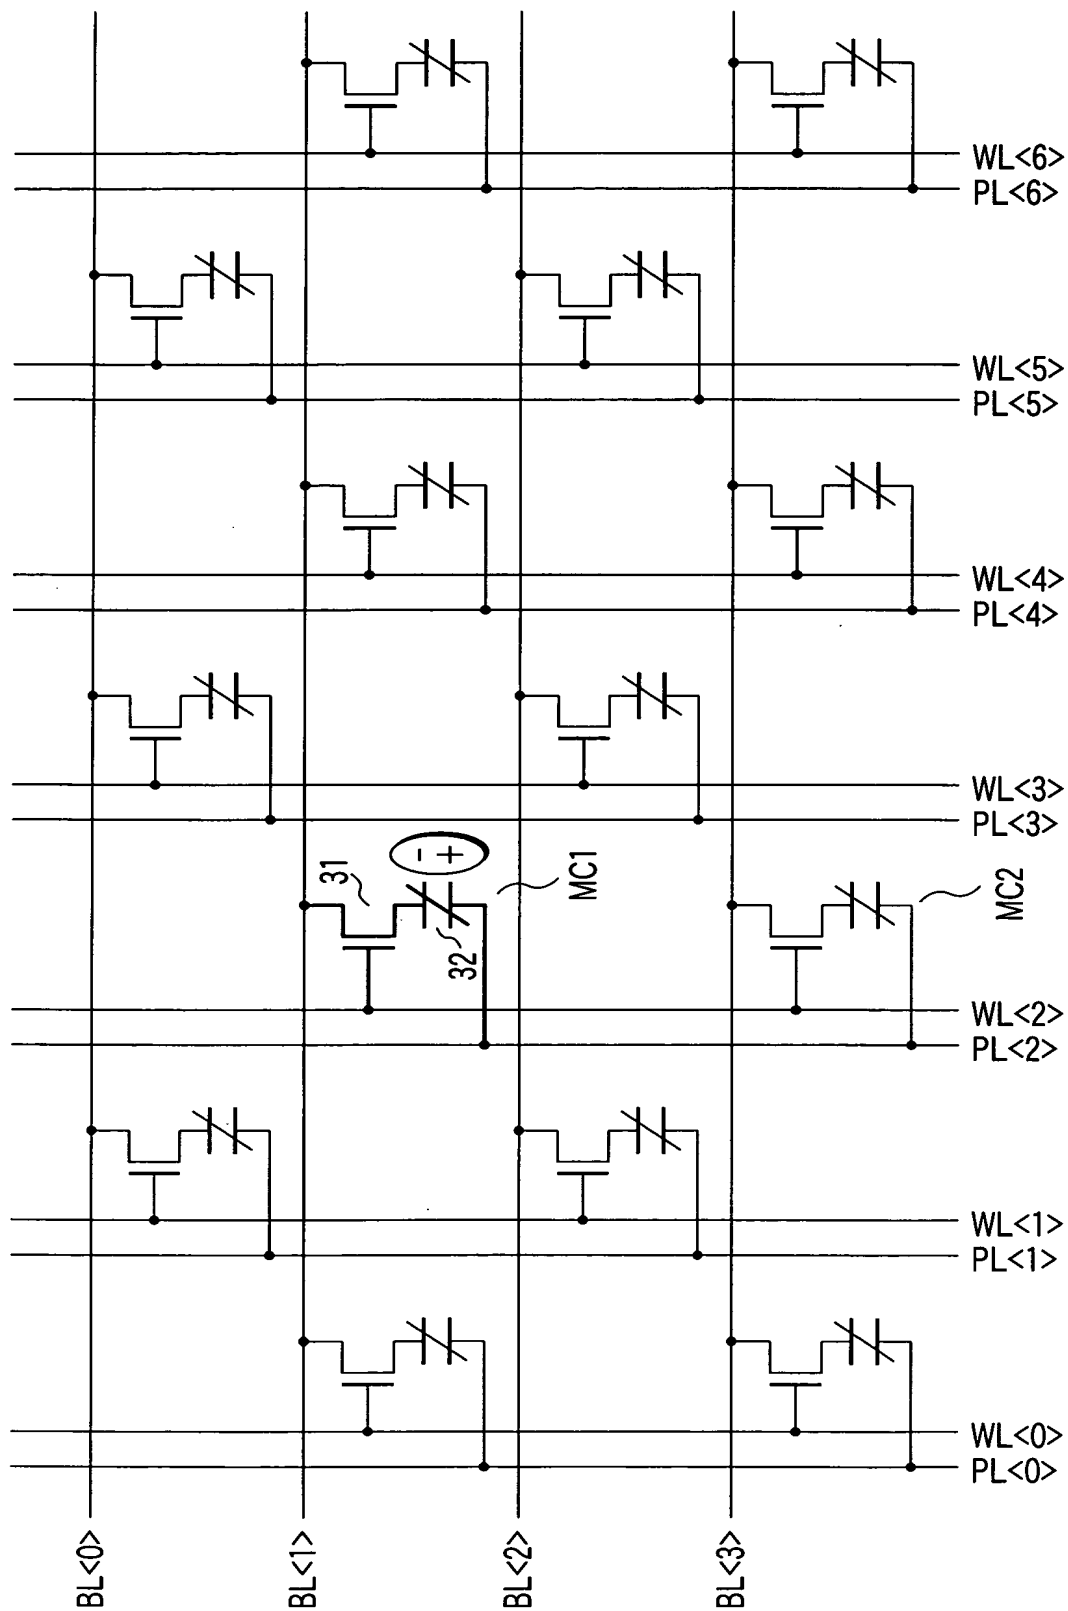 WL<6>
PL<6>
WL<5>
PL<5>
WL<4>
PL<4>
WL<3>
PL<3>
- +
31
32
MC1
MC2
WL<2>
PL<2>
WL<1>
PL<1>
WL<0>
PL<0>
BL<0>
BL<1>
BL<2>
BL<3>